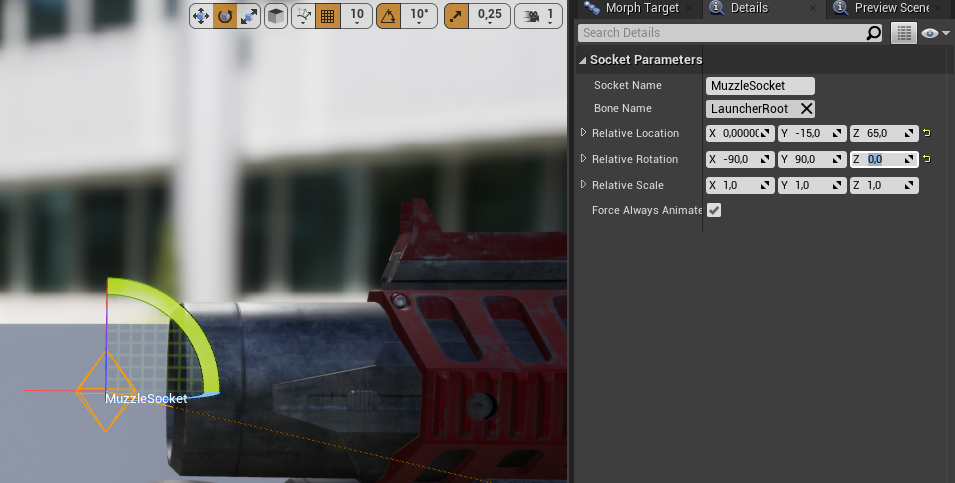 10 10° 0,25 1
Morph Target Details Preview Scene
Search Details
Socket Parameters
Socket Name MuzzleSocket
Bone Name LauncherRoot
Relative Location X 0,0000 Y -15,0 Z 65,0
Relative Rotation X -90,0 Y 90,0 Z 0,0
Relative Scale X 1,0 Y 1,0 Z 1,0
Force Always Animate
MuzzleSocket